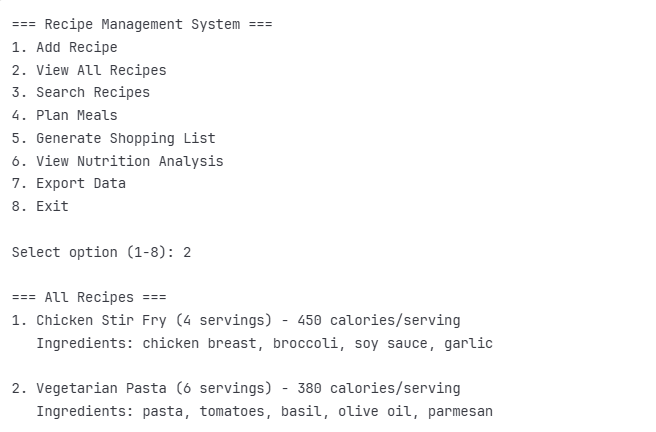 === Recipe Management System ===
1. Add Recipe
2. View All Recipes
3. Search Recipes
4. Plan Meals
5. Generate Shopping List
6. View Nutrition Analysis
7. Export Data
8. Exit
Select option (1-8): 2
=== All Recipes ===
1. Chicken Stir Fry (4 servings) - 450 calories/serving
Ingredients: chicken breast, broccoli, soy sauce, garlic
2. Vegetarian Pasta (6 servings) - 380 calories/serving
Ingredients: pasta, tomatoes, basil, olive oil, parmesan